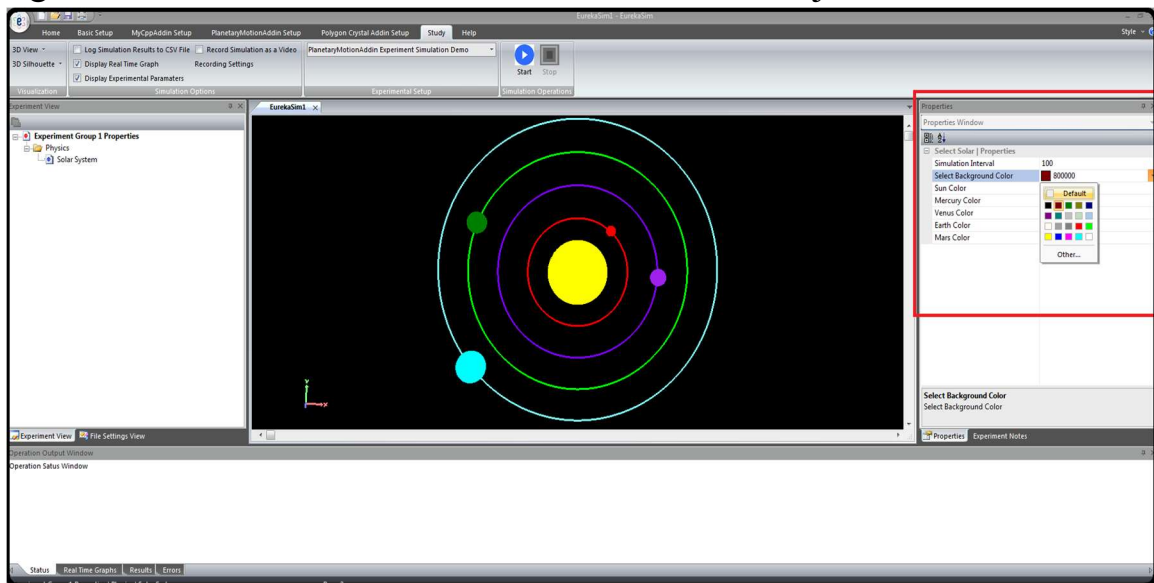 EurekaSim1 - EurekaSim
Home Basic Setup MyCppAddin Setup PlanetaryMotionAddin Setup Polygon Crystal Addin Setup Study Help Style
3D View Log Simulation Results to CSV File Record Simulation as a Video PlanetaryMotionAddin Experiment Simulation Demo
3D Silhouette Display Real Time Graph Recording Settings
Display Experimental Paramaters
Start Stop
Visualization Simulation Options Experimental Setup Simulation Operations
Experiment View
Experiment Group 1 Properties
Physics
Solar System
EurekaSim1
Y
X
Properties
Properties Window
Select Solar | Properties
Simulation Interval 100
Select Background Color 800000
Sun Color
Mercury Color
Venus Color
Earth Color
Mars Color
Default
Other...
Select Background Color
Select Background Color
Experiment View File Settings View
Properties Experiment Notes
Operation Output Window
Operation Satus Window
Status Real Time Graphs Results Errors